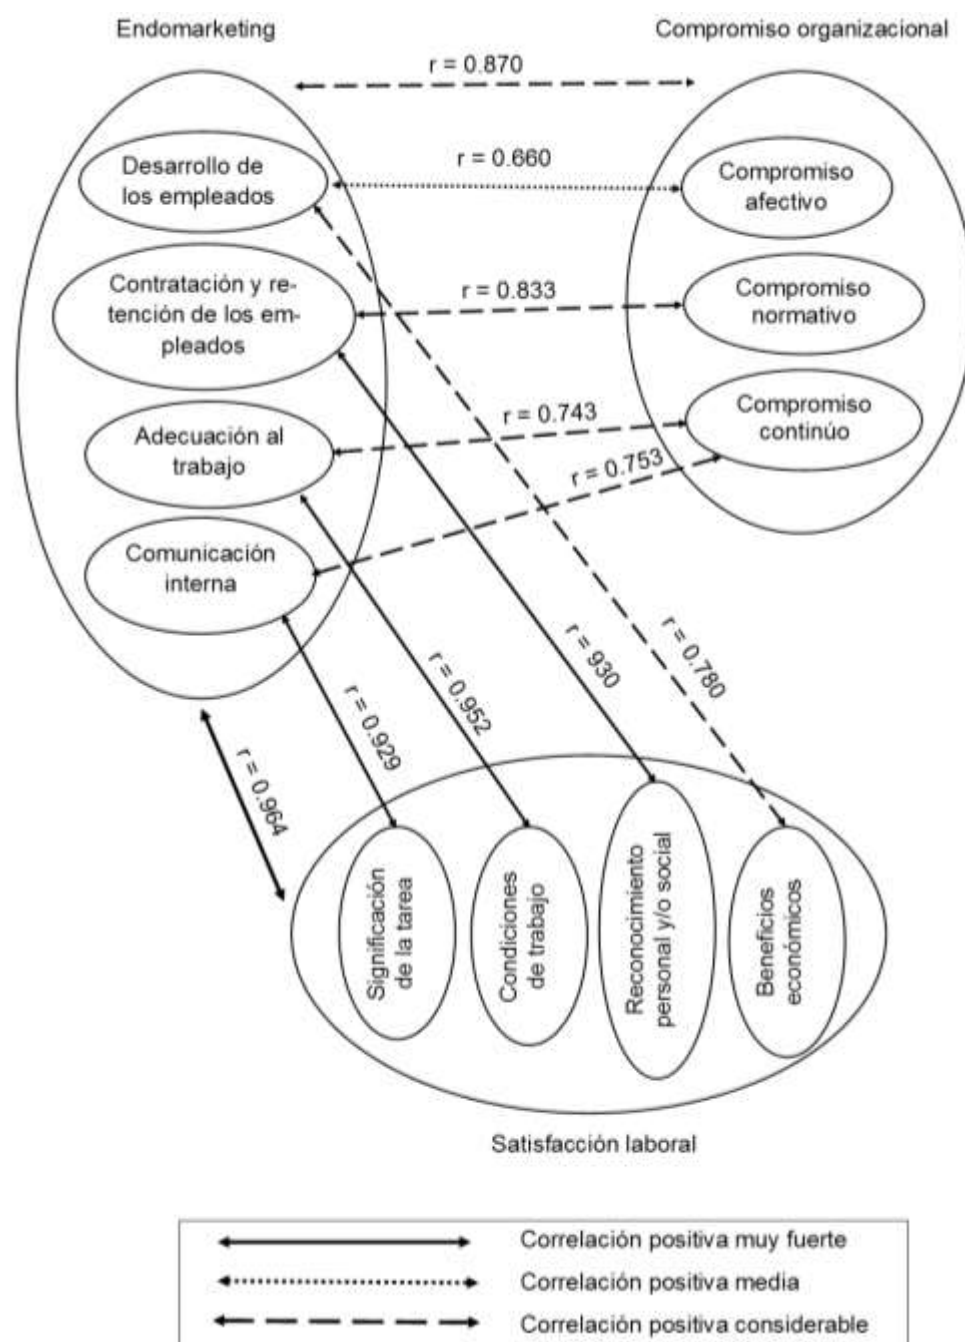 Endomarketing
Compromiso organizacional
r = 0.870
Desarrollo de
los empleados
r = 0.660
Compromiso
afectivo
Contratación y re-
tención de los em-
pleados
r = 0.833
Compromiso
normativo
Adecuación al
trabajo
r = 0.743
Compromiso
continúo
r = 0.753
Comunicación
interna
r = 0.964
r = 0.929
r = 0.952
r = 930
r = 0.780
Significación
de la tarea
Condiciones
de trabajo
Reconocimiento
personal y/o social
Beneficios
económicos
Satisfacción laboral
Correlación positiva muy fuerte
Correlación positiva media
Correlación positiva considerable